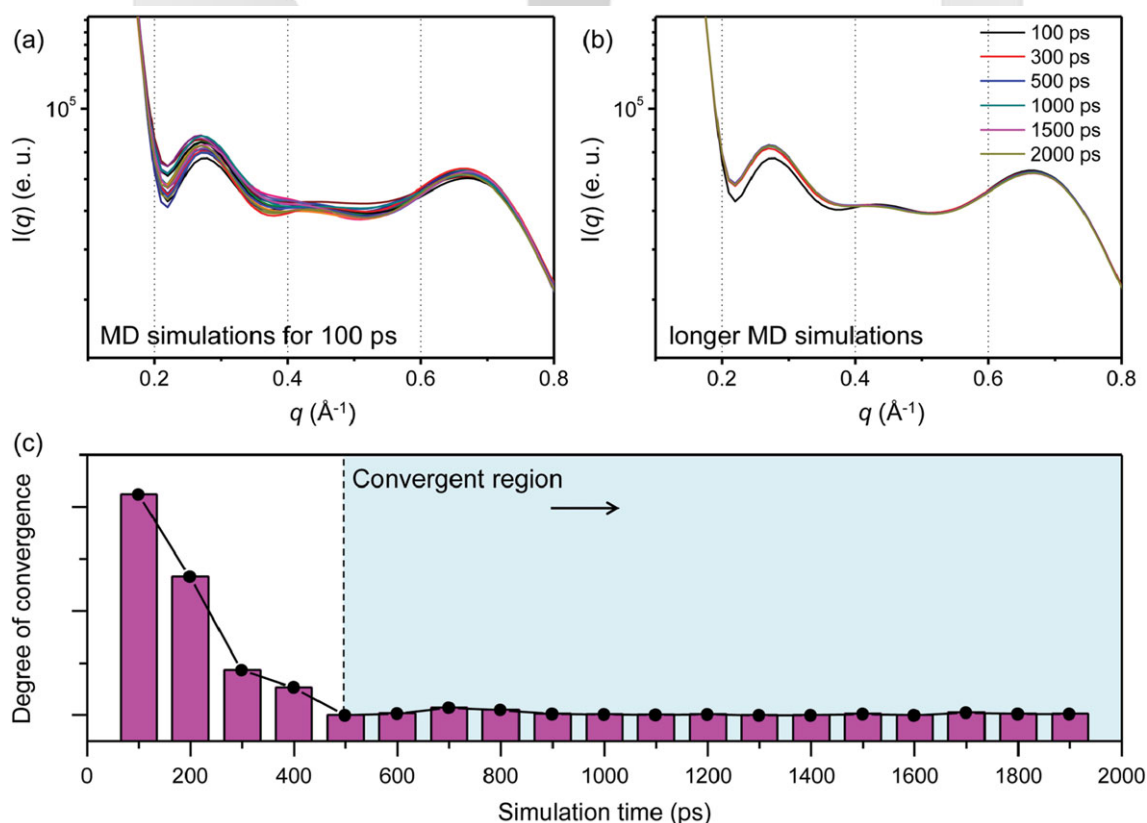 (a)
10^5
I(q) (e. u.)
MD simulations for 100 ps
0.2 0.4 0.6 0.8
q (Å^-1)
(b)
10^5
I(q) (e. u.)
100 ps
300 ps
500 ps
1000 ps
1500 ps
2000 ps
longer MD simulations
0.2 0.4 0.6 0.8
q (Å^-1)
(c)
Degree of convergence
Convergent region
0 200 400 600 800 1000 1200 1400 1600 1800 2000
Simulation time (ps)